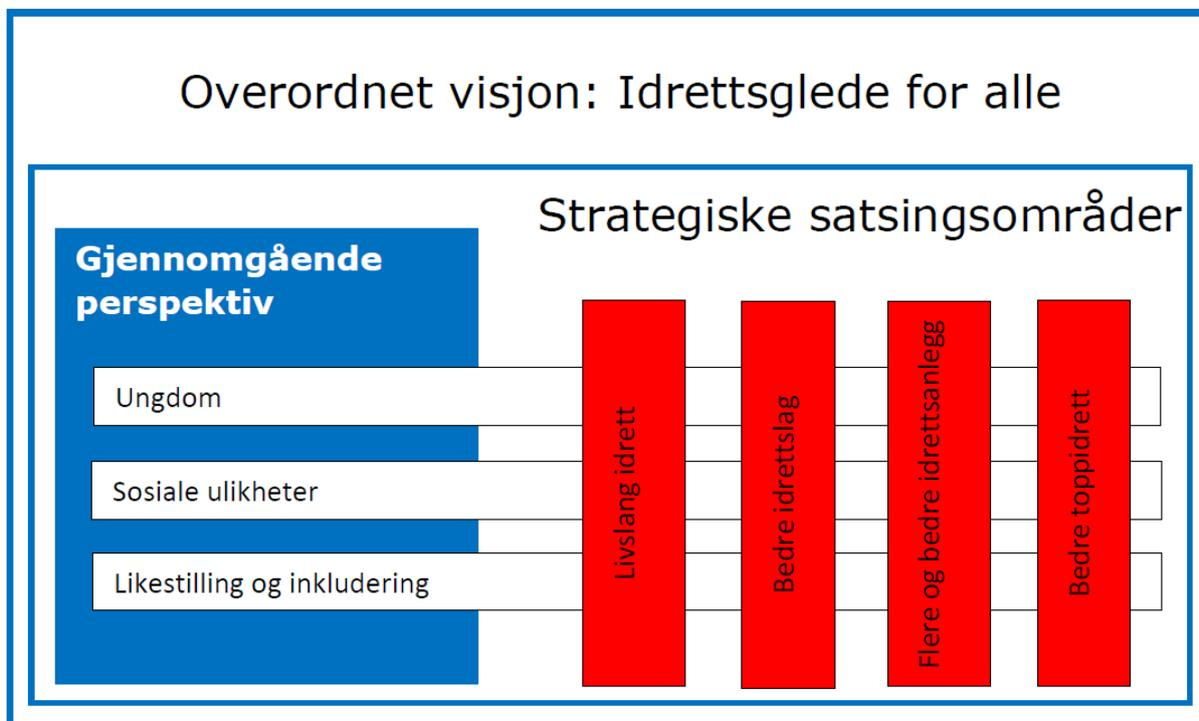 Overordnet visjon: Idrettsglede for alle
Strategiske satsingsområder
Gjennomgående
perspektiv
Ungdom
Sosiale ulikheter
Likestilling og inkludering
Livslang idrett
Bedre idrettslag
Flere og bedre idrettsanlegg
Bedre toppidrett